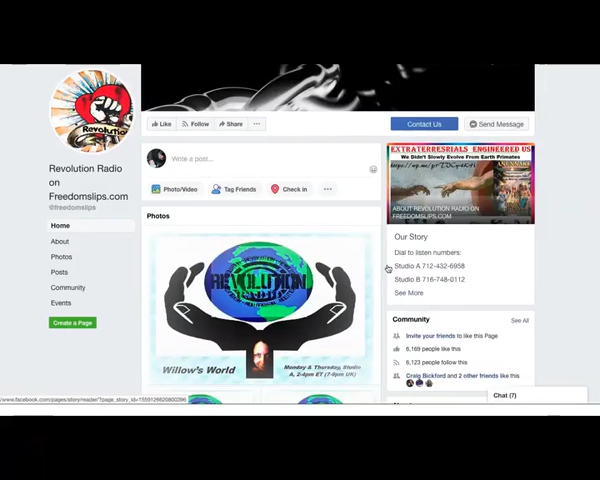 Revolution
Revolution Radio
on
Freedomslips.com
@freedomslips
Home
About
Photos
Posts
Community
Events
Create a Page
Like
Follow
Share
Contact Us
Send Message
Write a post...
Photo/Video
Tag Friends
Check in
Photos
REVOLUTION
Willow's World
Monday & Thursday, Studio
A, 2-4pm ET (7-9pm UK)
EXTRATERRESTRIALS ENGINEERED US
We Didn't Slowly Evolve From Earth Primates
ABOUT REVOLUTION RADIO ON
FREEDOMSLIPS.COM
Our Story
Dial to listen numbers:
Studio A 712-432-6958
Studio B 716-748-0112
See More
Community
See All
Invite your friends to like this Page
6,169 people like this
6,123 people follow this
Craig Bickford and 2 other friends like this
Chat (7)